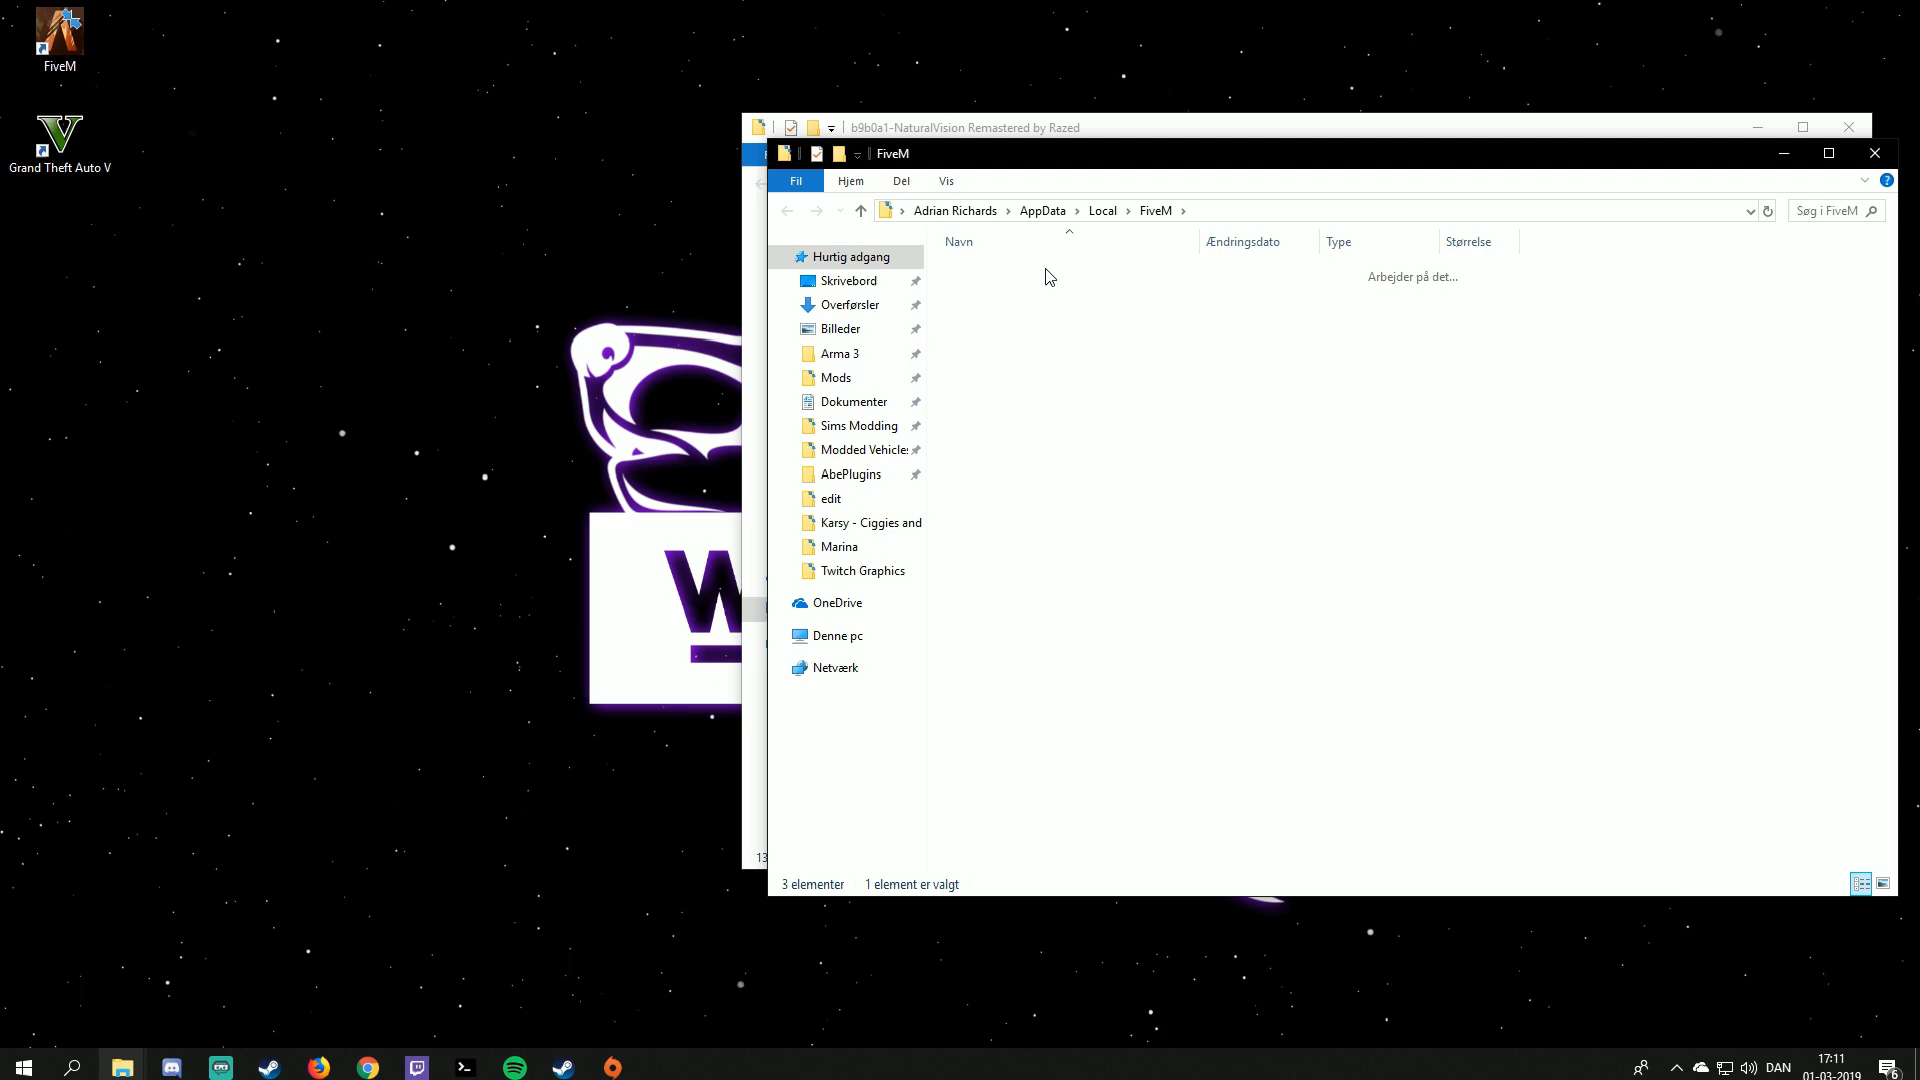 FiveM
Grand Theft Auto V
b9b0a1-NaturalVision Remastered by Razed
FiveM
Fil
Hjem
Del
Vis
Adrian Richards
AppData
Local
FiveM
Søg i FiveM
Navn
Ændringsdato
Type
Størrelse
Arbejder på det...
Hurtig adgang
Skrivebord
Overførsler
Billeder
Arma 3
Mods
Dokumenter
Sims Modding
Modded Vehicle
AbePlugins
edit
Karsy - Ciggies and
Marina
Twitch Graphics
OneDrive
Denne pc
Netværk
W
13
3 elementer
1 element er valgt
DAN
17:11
01-03-2019
6